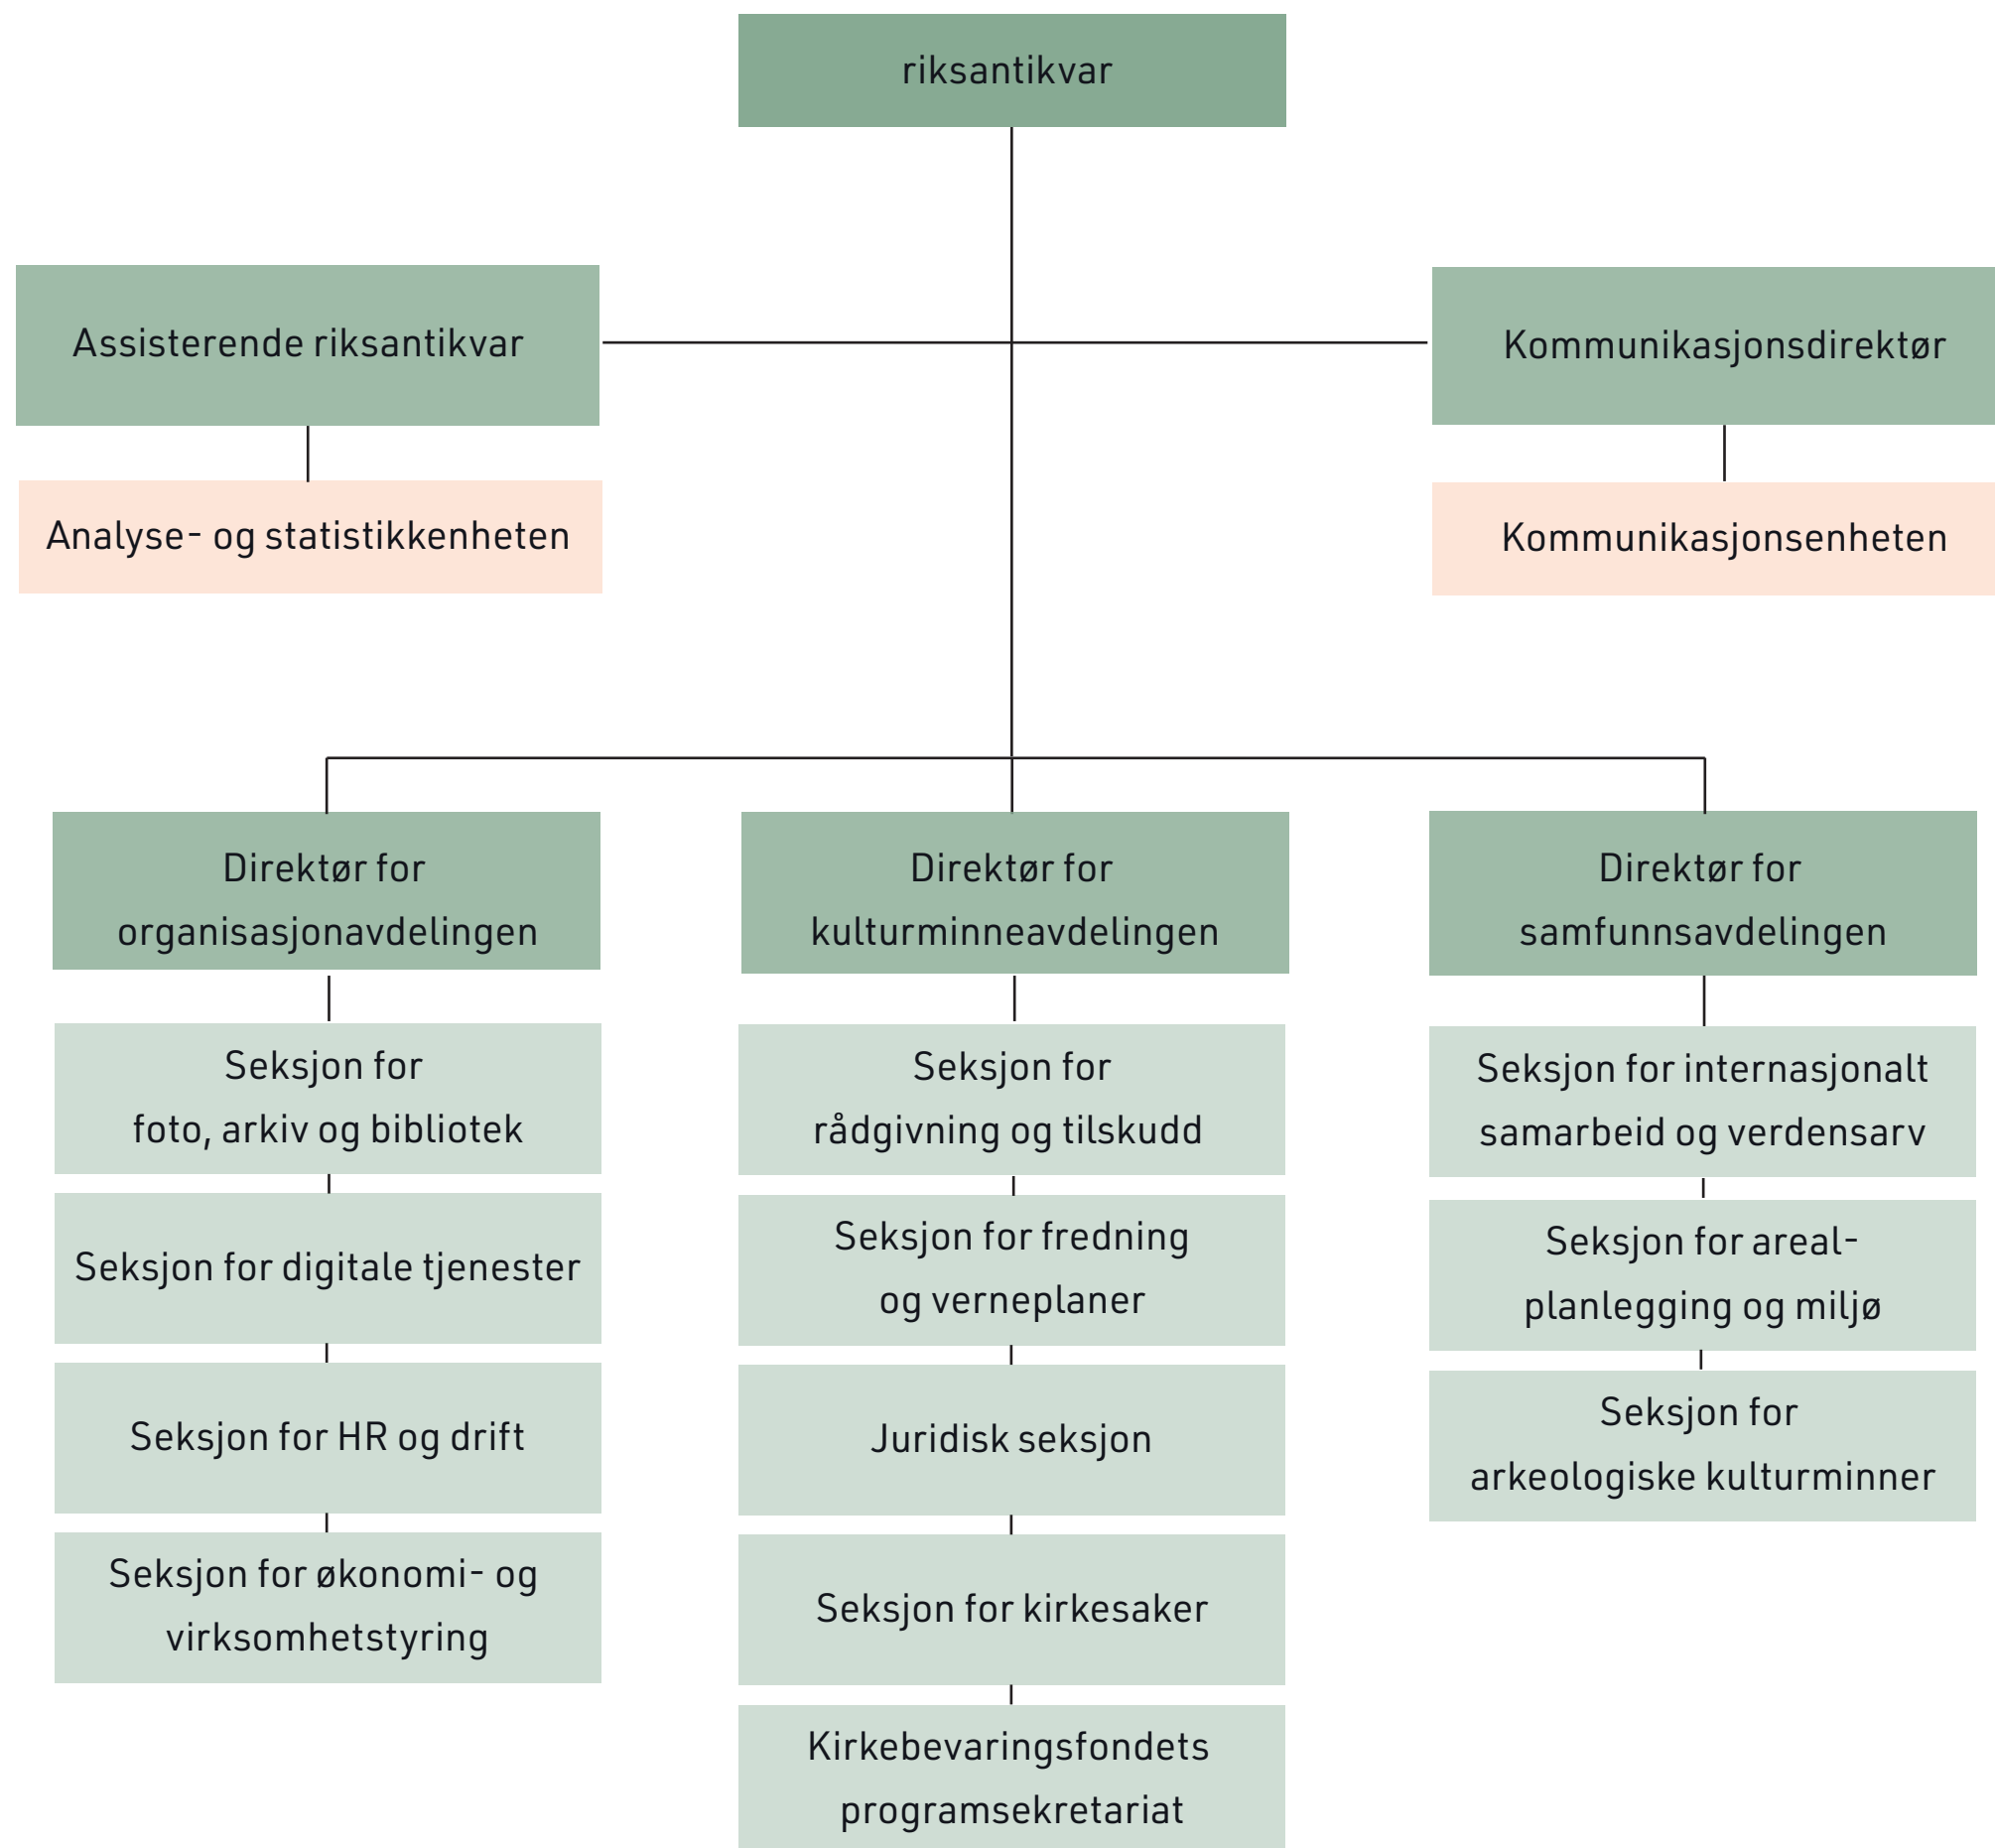 riksantikvar
Assisterende riksantikvar
Kommunikasjonsdirektør
Analyse- og statistikkenheten
Kommunikasjonsenheten
Direktør for
organisasjonavdelingen
Seksjon for
foto, arkiv og bibliotek
Seksjon for digitale tjenester
Seksjon for HR og drift
Seksjon for økonomi- og
virksomhetstyring
Direktør for
kulturminneavdelingen
Seksjon for
rådgivning og tilskudd
Seksjon for fredning
og verneplaner
Juridisk seksjon
Seksjon for kirkesaker
Kirkebevaringsfondets
programsekretariat
Direktør for
samfunnsavdelingen
Seksjon for internasjonalt
samarbeid og verdensarv
Seksjon for areal-
planlegging og miljø
Seksjon for
arkeologiske kulturminner